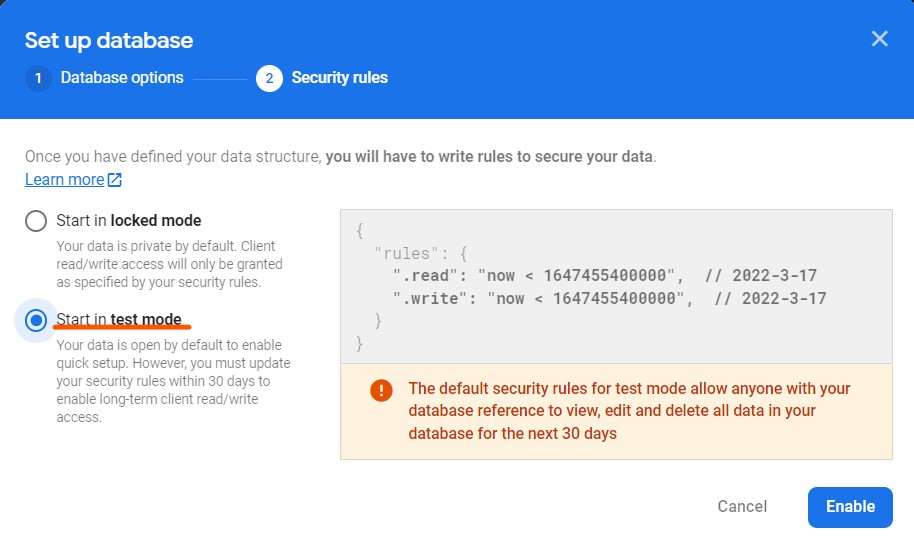 Set up database
1 Database options 2 Security rules
Once you have defined your data structure, you will have to write rules to secure your data.
Learn more
Start in locked mode
Your data is private by default. Client
read/write access will only be granted
as specified by your security rules.
Start in test mode
Your data is open by default to enable
quick setup. However, you must update
your security rules within 30 days to
enable long-term client read/write
access.
{
"rules": {
".read": "now < 1647455400000", // 2022-3-17
".write": "now < 1647455400000", // 2022-3-17
}
}
The default security rules for test mode allow anyone with your
database reference to view, edit and delete all data in your
database for the next 30 days
Cancel Enable